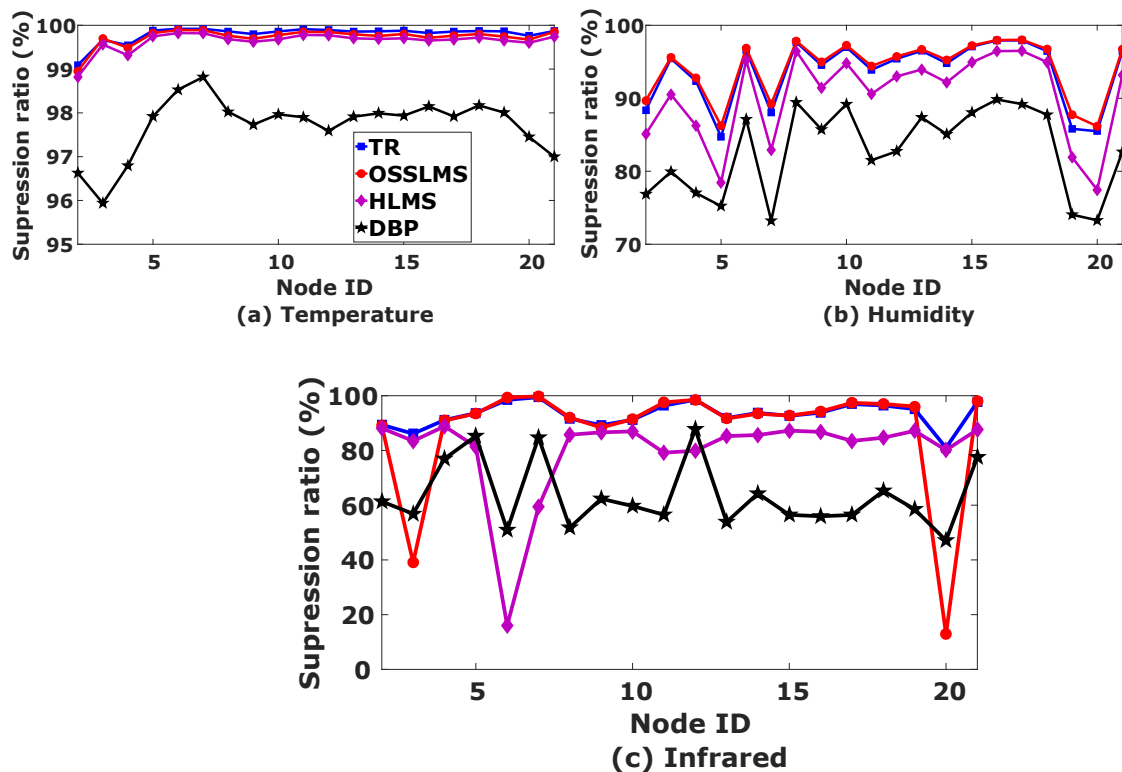 Supression ratio (%)
100
99
98
97
96
95
5
10
15
20
TR
OSSLMS
HLMS
DBP
Node ID
(a) Temperature
Supression ratio (%)
100
90
80
70
5
10
15
20
Node ID
(b) Humidity
Supression ratio (%)
100
80
60
40
20
0
5
10
15
20
Node ID
(c) Infrared